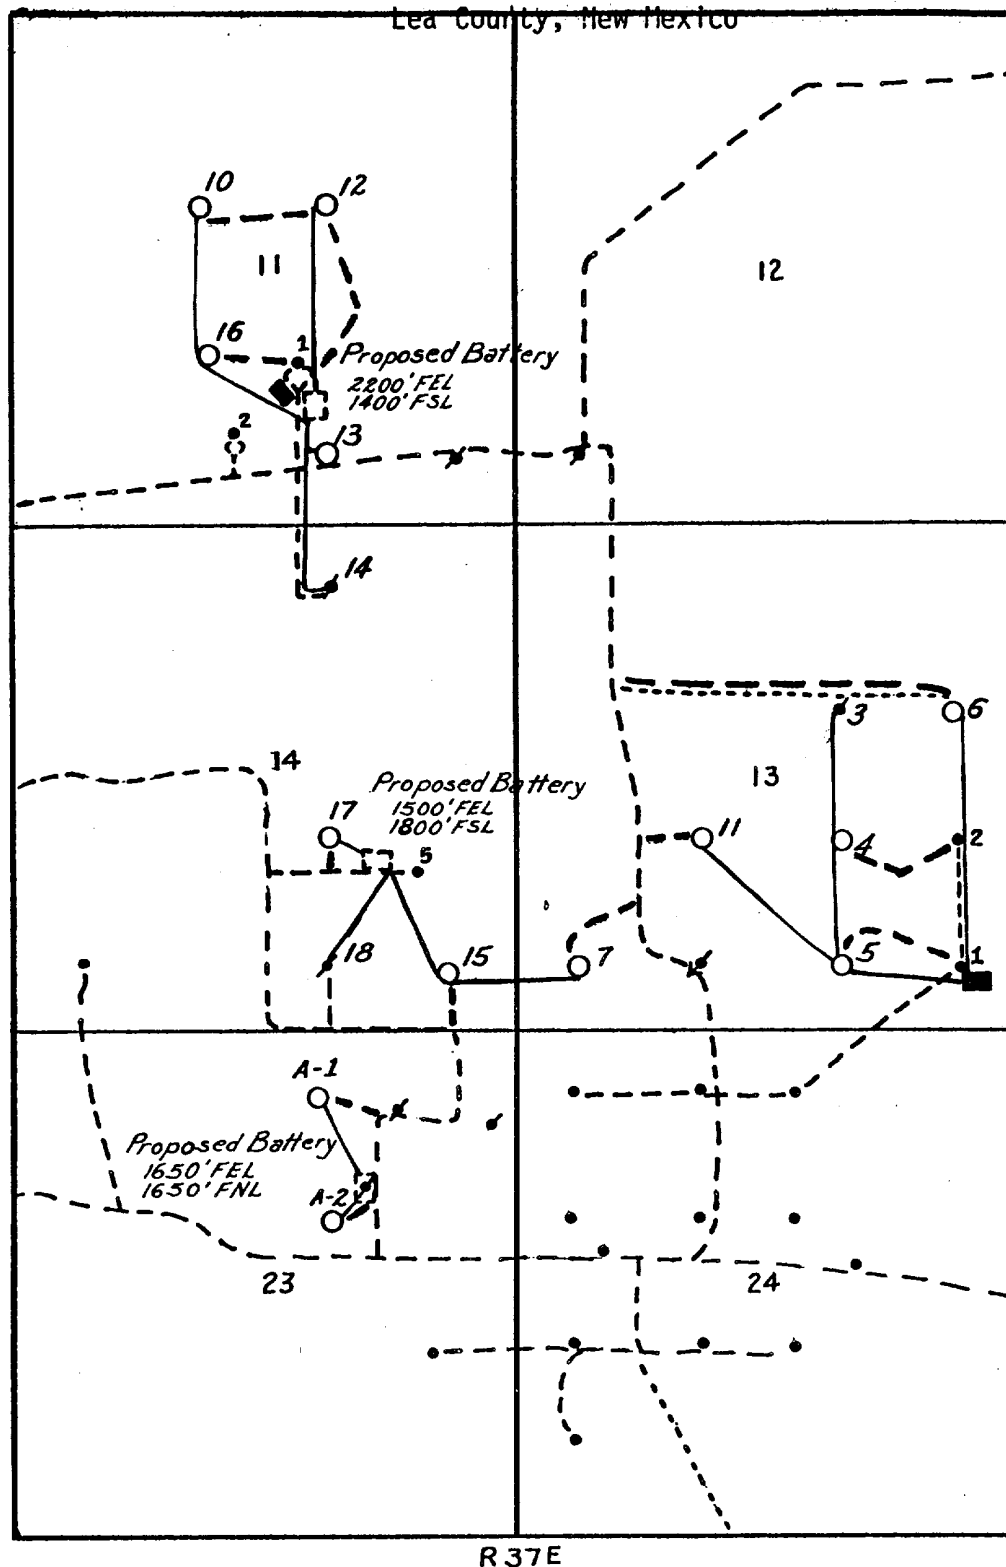 Lea County, New Mexico
10
12
11
12
16
1
Proposed Battery
2200' FEL
1400' FSL
2
13
14
3
6
14
13
Proposed Battery
1500' FEL
1800' FSL
17
11
4
2
5
18
15
7
5
1
A-1
Proposed Battery
1650' FEL
1650' FNL
A-2
23
24
R37E